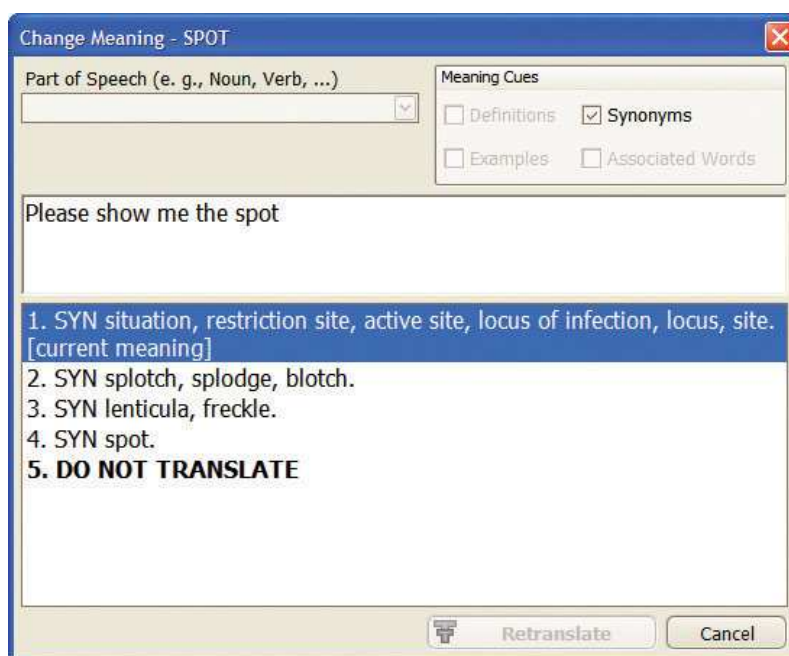 Change Meaning - SPOT
Part of Speech (e. g., Noun, Verb, ...)
Meaning Cues
Definitions
Synonyms
Examples
Associated Words
Please show me the spot
1. SYN situation, restriction site, active site, locus of infection, locus, site.
[current meaning]
2. SYN splotch, splodge, blotch.
3. SYN lenticula, freckle.
4. SYN spot.
5. DO NOT TRANSLATE
Retranslate
Cancel